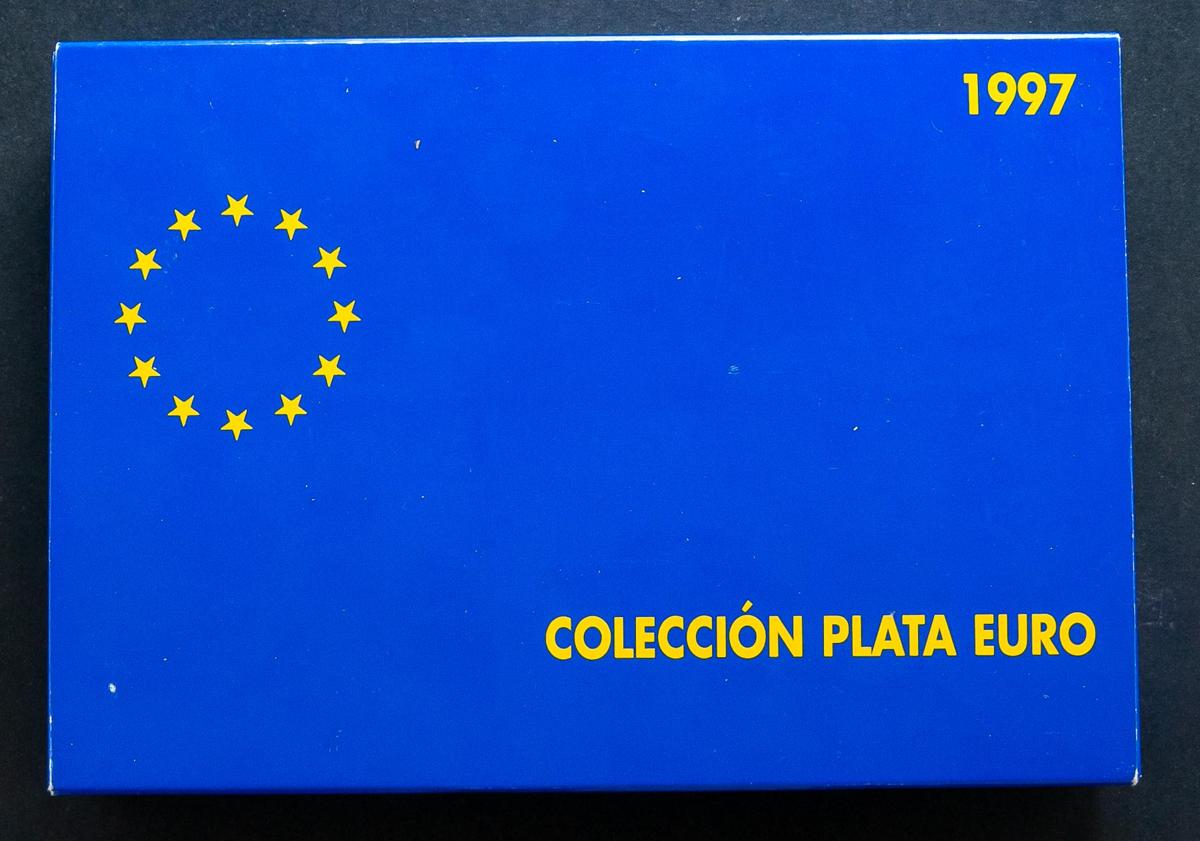 1997
COLECCIÓN PLATA EURO